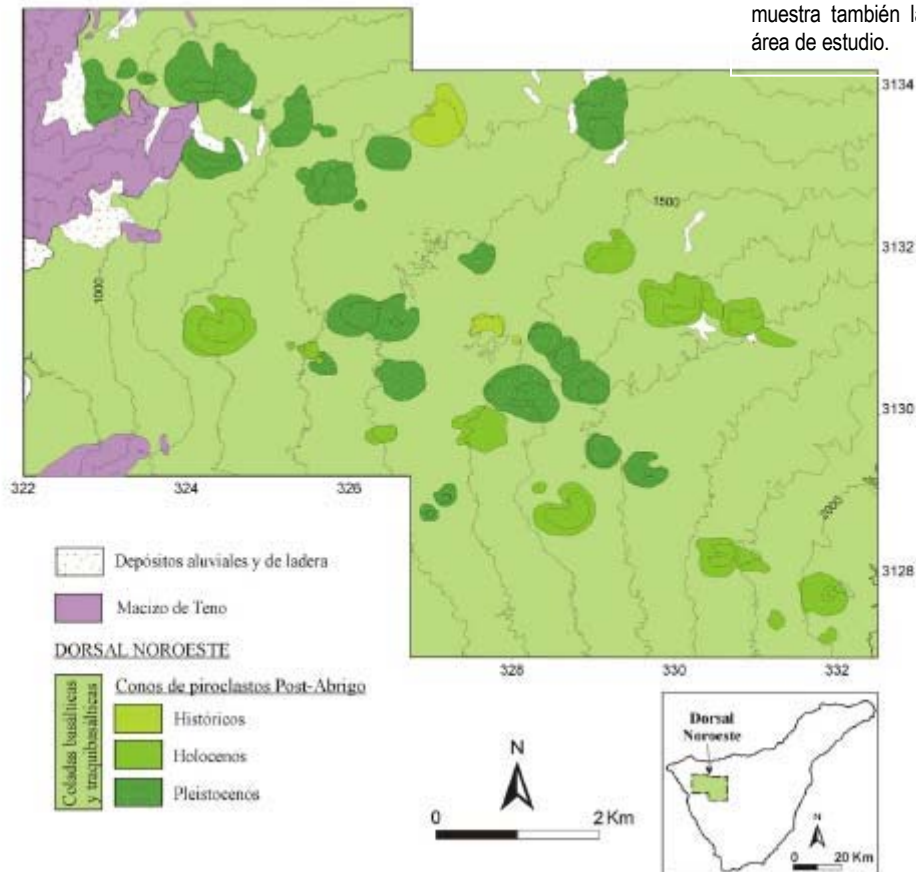 muestra también la
área de estudio.
3134
1500
3132
1000
3130
322
324
326
2000
3128
328
330
332
Depósitos aluviales y de ladera
Macizo de Teno
DORSAL NOROESTE
Coladas basálticas
y traquibasálticas
Conos de piroclastos Post-Abrigo
Históricos
Holocenos
Pleistocenos
N
0 2 Km
Dorsal
Noroeste
N
0 20 Km